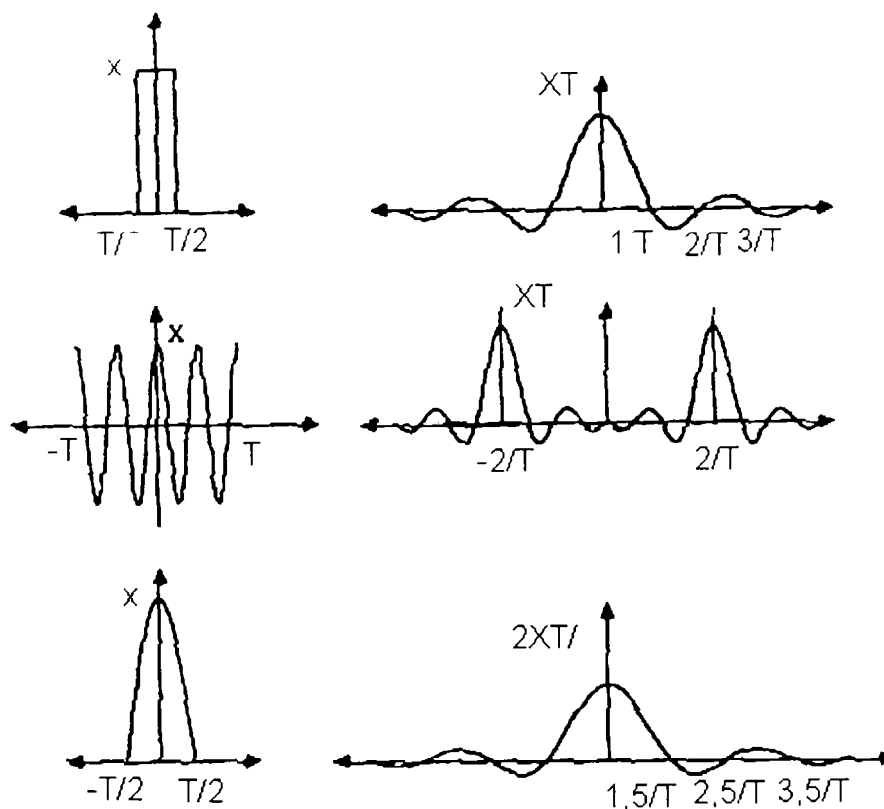 x
XT
T/2
1 T
2/T 3/T
x
XT
-T
T
-2/T
2/T
x
2XT/
-T/2
T/2
1,5/T 2,5/T 3,5/T